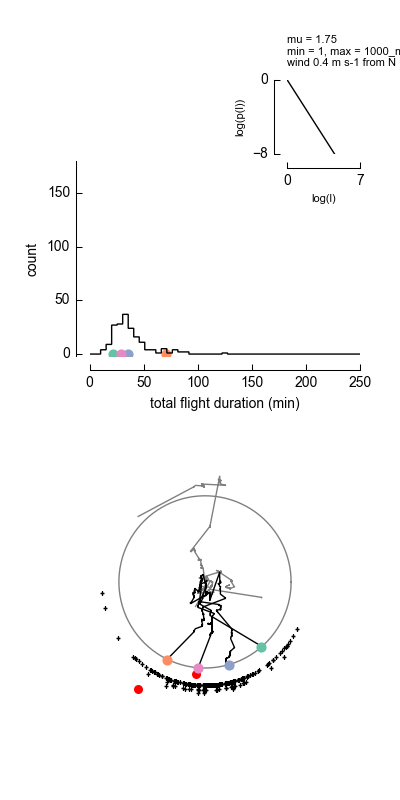 mu = 1.75
min = 1, max = 1000_m
wind 0.4 m s-1 from N
0
log(p(l))
−8
0
7
log(l)
150
count
100
50
0
0
50
100
150
200
250
total flight duration (min)